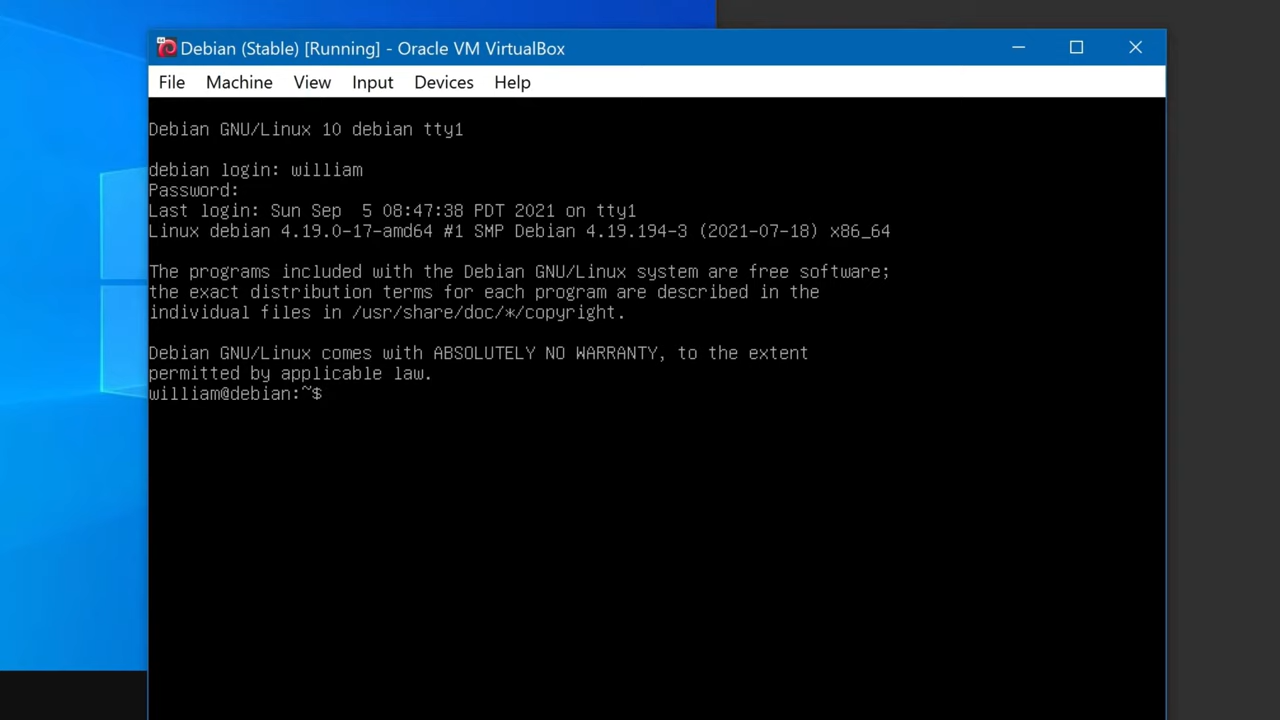 Debian (Stable) [Running] - Oracle VM VirtualBox
File Machine View Input Devices Help
Debian GNU/Linux 10 debian tty1
debian login: william
Password:
Last login: Sun Sep  5 08:47:38 PDT 2021 on tty1
Linux debian 4.19.0-17-amd64 #1 SMP Debian 4.19.194-3 (2021-07-18) x86_64
The programs included with the Debian GNU/Linux system are free software;
the exact distribution terms for each program are described in the
individual files in /usr/share/doc/*/copyright.
Debian GNU/Linux comes with ABSOLUTELY NO WARRANTY, to the extent
permitted by applicable law.
william@debian:~$